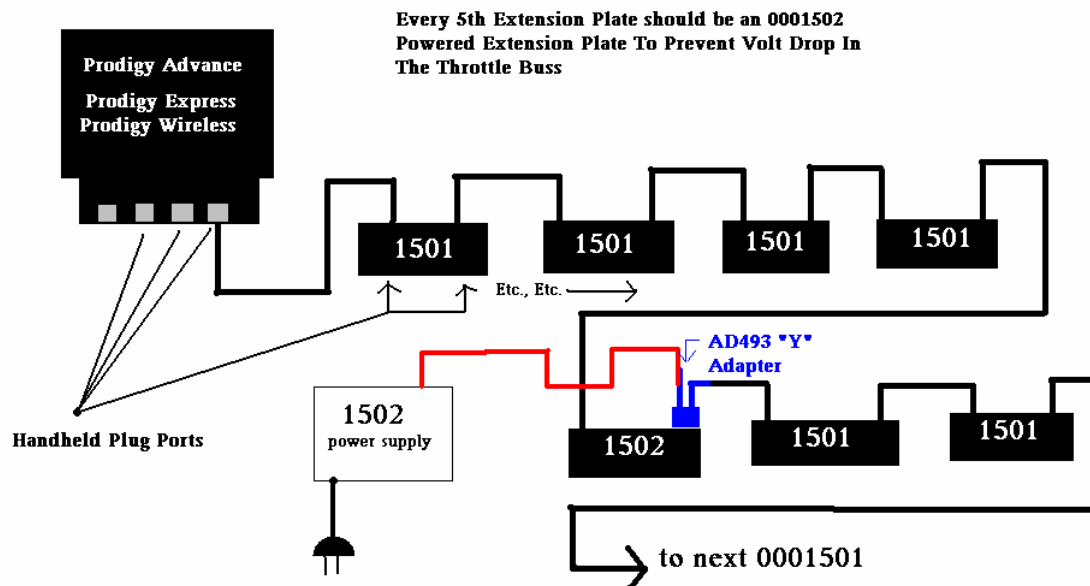 Every 5th Extension Plate should be an 0001502
Powered Extension Plate To Prevent Volt Drop In
The Throttle Buss
Prodigy Advance
Prodigy Express
Prodigy Wireless
1501
1501
1501
1501
Etc., Etc.
AD493 "Y"
Adapter
1502
power supply
Handheld Plug Ports
1502
1501
1501
to next 0001501